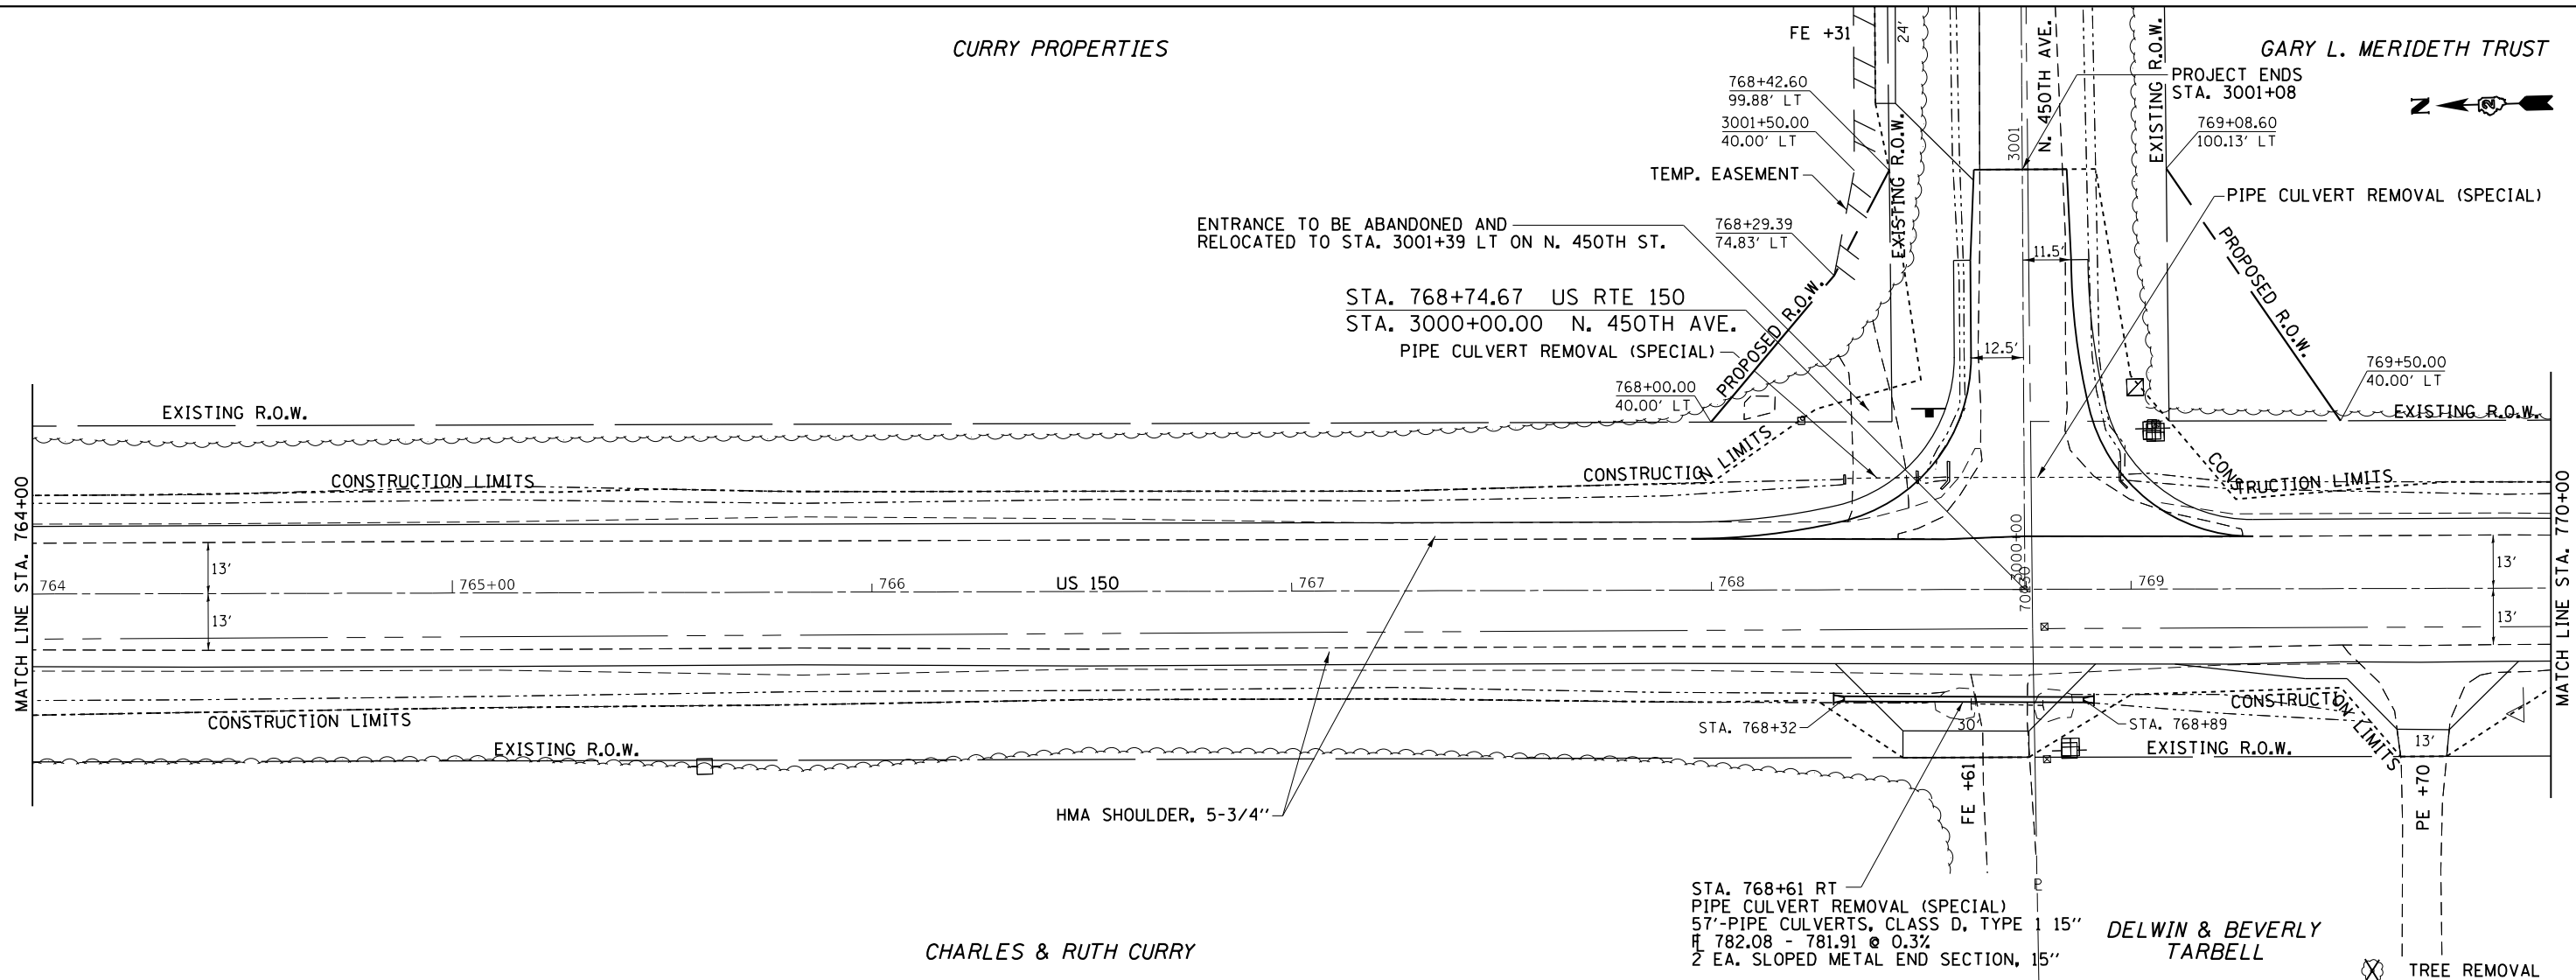 CURRY PROPERTIES
FE +31
24'
N. 450TH AVE.
EXISTING R.O.W.
GARY L. MERIDETH TRUST
PROJECT ENDS
STA. 3001+08
N
2
768+42.60
99.88' LT
3001+50.00
40.00' LT
3001
769+08.60
100.13' LT
TEMP. EASEMENT
EXISTING R.O.W.
PIPE CULVERT REMOVAL (SPECIAL)
ENTRANCE TO BE ABANDONED AND
RELOCATED TO STA. 3001+39 LT ON N. 450TH ST.
768+29.39
74.83' LT
11.5'
PROPOSED R.O.W.
STA. 768+74.67 US RTE 150
STA. 3000+00.00 N. 450TH AVE.
PIPE CULVERT REMOVAL (SPECIAL)
PROPOSED R.O.W.
12.5'
768+00.00
40.00' LT
769+50.00
40.00' LT
EXISTING R.O.W.
EXISTING R.O.W.
CONSTRUCTION LIMITS
CONSTRUCTION LIMITS
CONSTRUCTION LIMITS
MATCH LINE STA. 764+00
MATCH LINE STA. 770+00
13'
13'
764
765+00
766
US 150
767
768
3000+00
769
13'
13'
CONSTRUCTION LIMITS
EXISTING R.O.W.
STA. 768+32
30'
STA. 768+89
CONSTRUCTION LIMITS
EXISTING R.O.W.
13'
FE +61
PE +70
HMA SHOULDER, 5-3/4"
STA. 768+61 RT
PIPE CULVERT REMOVAL (SPECIAL)
57'-PIPE CULVERTS, CLASS D, TYPE 1 15"
FL 782.08 - 781.91 @ 0.3%
2 EA. SLOPED METAL END SECTION, 15"
P
CHARLES & RUTH CURRY
DELWIN & BEVERLY
TARBELL
TREE REMOVAL